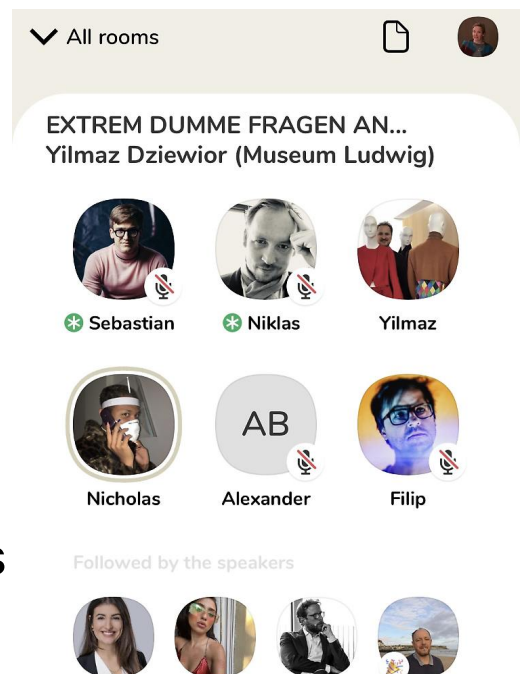 All rooms
EXTREM DUMME FRAGEN AN...
Yilmaz Dziewior (Museum Ludwig)
Sebastian
Niklas
Yilmaz
AB
Nicholas
Alexander
Filip
s
Followed by the speakers